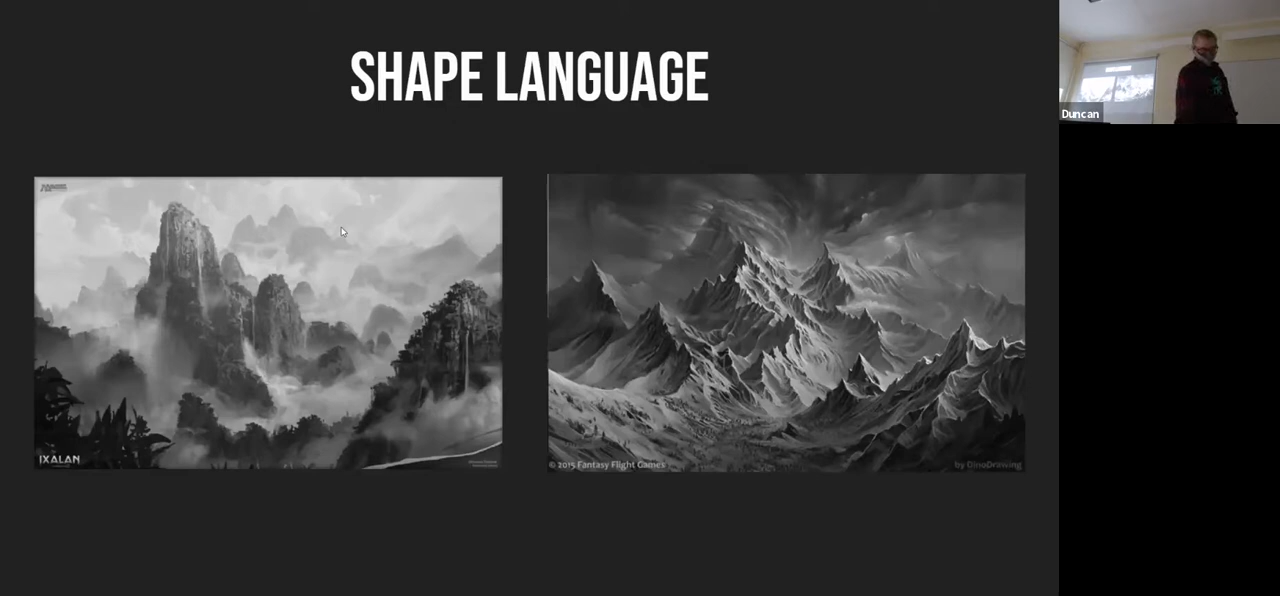 SHAPE LANGUAGE
Duncan
IXALAN
© 2015 Fantasy Flight Games
by DinoDrawing